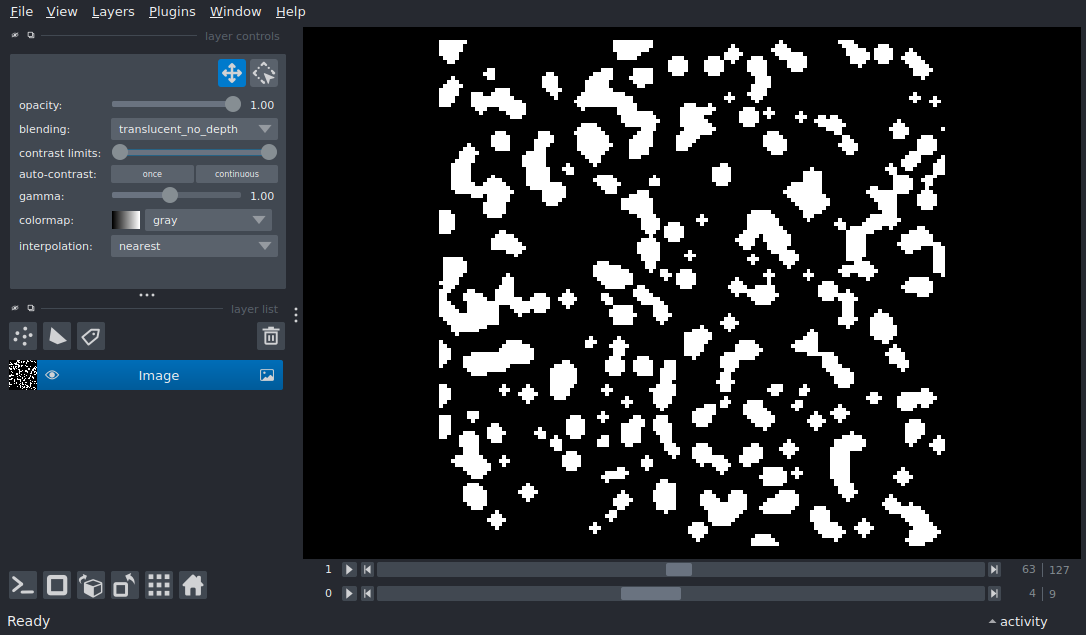 File View Layers Plugins Window Help
layer controls
opacity: 1.00
blending: translucent_no_depth
contrast limits:
auto-contrast: once continuous
gamma: 1.00
colormap: gray
interpolation: nearest
layer list
Image
1 63 127
0 4 9
Ready activity